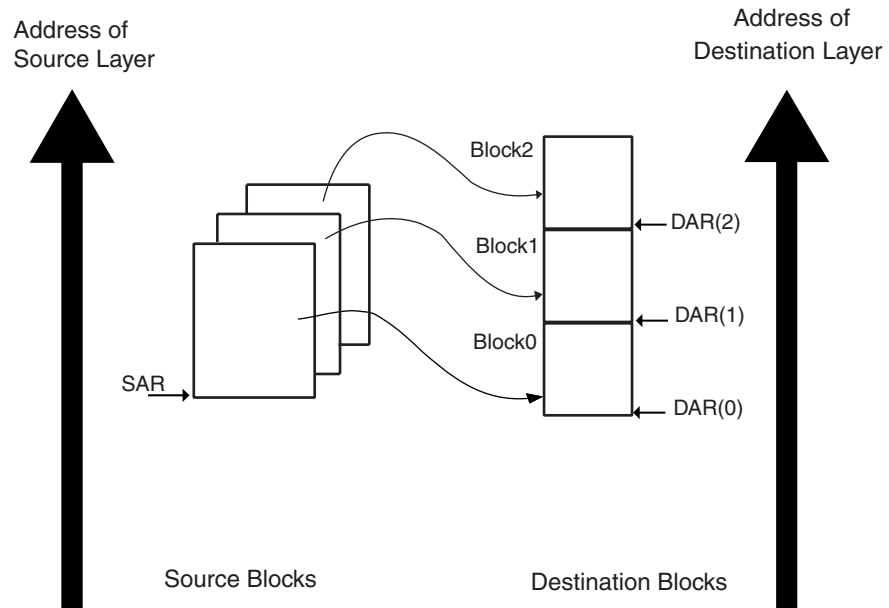 Address of
Source Layer
Address of
Destination Layer
Block2
DAR(2)
Block1
DAR(1)
Block0
SAR
DAR(0)
Source Blocks
Destination Blocks